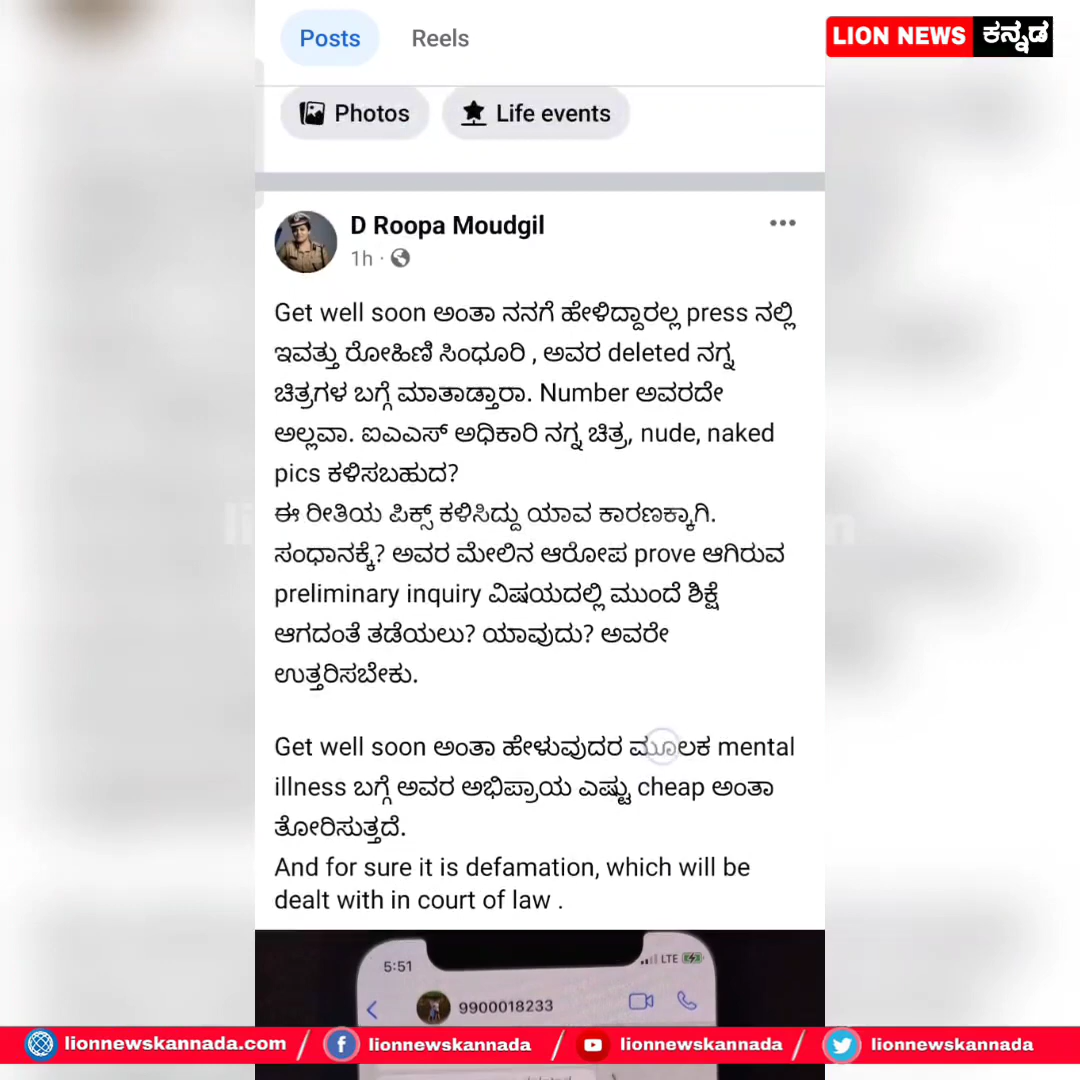 Posts Reels
LION NEWS ಕನ್ನಡ
Photos Life events
D Roopa Moudgil
1h ·
Get well soon ಅಂತಾ ನನಗೆ ಹೇಳಿದ್ದಾರಲ್ಲ press ನಲ್ಲಿ
ಇವತ್ತು ರೋಹಿಣಿ ಸಿಂಧೂರಿ , ಅವರ deleted ನಗ್ನ
ಚಿತ್ರಗಳ ಬಗ್ಗೆ ಮಾತಾಡ್ತಾರಾ. Number ಅವರದೇ
ಅಲ್ಲವಾ. ಐಎಎಸ್ ಅಧಿಕಾರಿ ನಗ್ನ ಚಿತ್ರ, nude, naked
pics ಕಳಿಸಬಹುದ?
ಈ ರೀತಿಯ ಪಿಕ್ಸ್ ಕಳಿಸಿದ್ದು ಯಾವ ಕಾರಣಕ್ಕಾಗಿ.
ಸಂಧಾನಕ್ಕೆ? ಅವರ ಮೇಲಿನ ಆರೋಪ prove ಆಗಿರುವ
preliminary inquiry ವಿಷಯದಲ್ಲಿ ಮುಂದೆ ಶಿಕ್ಷೆ
ಆಗದಂತೆ ತಡೆಯಲು? ಯಾವುದು? ಅವರೇ
ಉತ್ತರಿಸಬೇಕು.
Get well soon ಅಂತಾ ಹೇಳುವುದರ ಮೂಲಕ mental
illness ಬಗ್ಗೆ ಅವರ ಅಭಿಪ್ರಾಯ ಎಷ್ಟು cheap ಅಂತಾ
ತೋರಿಸುತ್ತದೆ.
And for sure it is defamation, which will be
dealt with in court of law .
5:51 LTE
9900018233
lionnewskannada.com / lionnewskannada / lionnewskannada / lionnewskannada